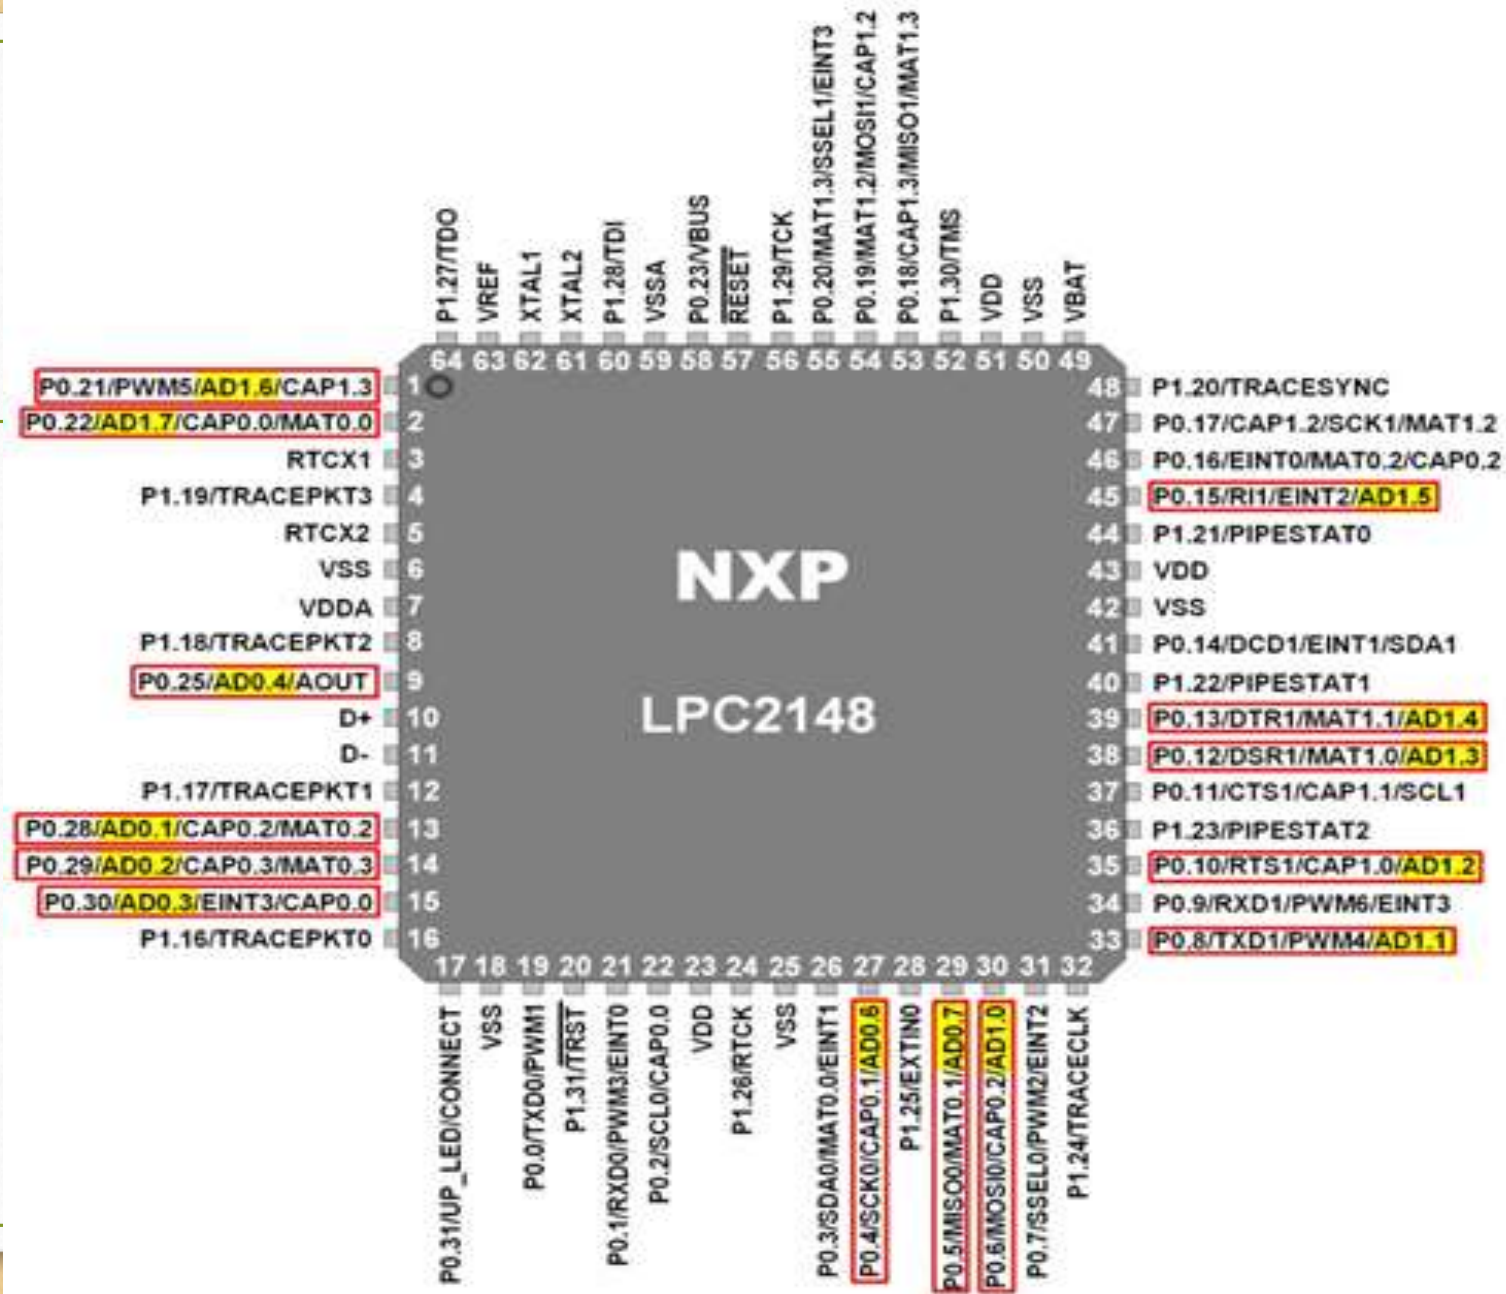 P1.27/TDO
VREF
XTAL1
XTAL2
P1.28/TDI
VSSA
P0.23/VBUS
RESET
P1.29/TCK
P0.20/MAT1.3/SSEL1/EINT3
P0.19/MAT1.2/MOSI1/CAP1.2
P0.18/CAP1.3/MISO1/MAT1.3
P1.30/TMS
VDD
VSS
VBAT
64 63 62 61 60 59 58 57 56 55 54 53 52 51 50 49
P0.21/PWM5/AD1.6/CAP1.3 1
P0.22/AD1.7/CAP0.0/MAT0.0 2
RTCX1 3
P1.19/TRACEPKT3 4
RTCX2 5
VSS 6
VDDA 7
P1.18/TRACEPKT2 8
P0.25/AD0.4/AOUT 9
D+ 10
D- 11
P1.17/TRACEPKT1 12
P0.28/AD0.1/CAP0.2/MAT0.2 13
P0.29/AD0.2/CAP0.3/MAT0.3 14
P0.30/AD0.3/EINT3/CAP0.0 15
P1.16/TRACEPKT0 16
NXP
LPC2148
48 P1.20/TRACESYNC
47 P0.17/CAP1.2/SCK1/MAT1.2
46 P0.16/EINT0/MAT0.2/CAP0.2
45 P0.15/RI1/EINT2/AD1.5
44 P1.21/PIPESTAT0
43 VDD
42 VSS
41 P0.14/DCD1/EINT1/SDA1
40 P1.22/PIPESTAT1
39 P0.13/DTR1/MAT1.1/AD1.4
38 P0.12/DSR1/MAT1.0/AD1.3
37 P0.11/CTS1/CAP1.1/SCL1
36 P1.23/PIPESTAT2
35 P0.10/RTS1/CAP1.0/AD1.2
34 P0.9/RXD1/PWM6/EINT3
33 P0.8/TXD1/PWM4/AD1.1
17 18 19 20 21 22 23 24 25 26 27 28 29 30 31 32
P0.31/UP_LED/CONNECT
VSS
P0.0/TXD0/PWM1
P1.31/TRST
P0.1/RXD0/PWM3/EINT0
P0.2/SCL0/CAP0.0
VDD
P1.26/RTCK
VSS
P0.3/SDA0/MAT0.0/EINT1
P0.4/SCK0/CAP0.1/AD0.6
P1.25/EXTIN0
P0.5/MISO0/MAT0.1/AD0.7
P0.6/MOSI0/CAP0.2/AD1.0
P0.7/SSEL0/PWM2/EINT2
P1.24/TRACECLK